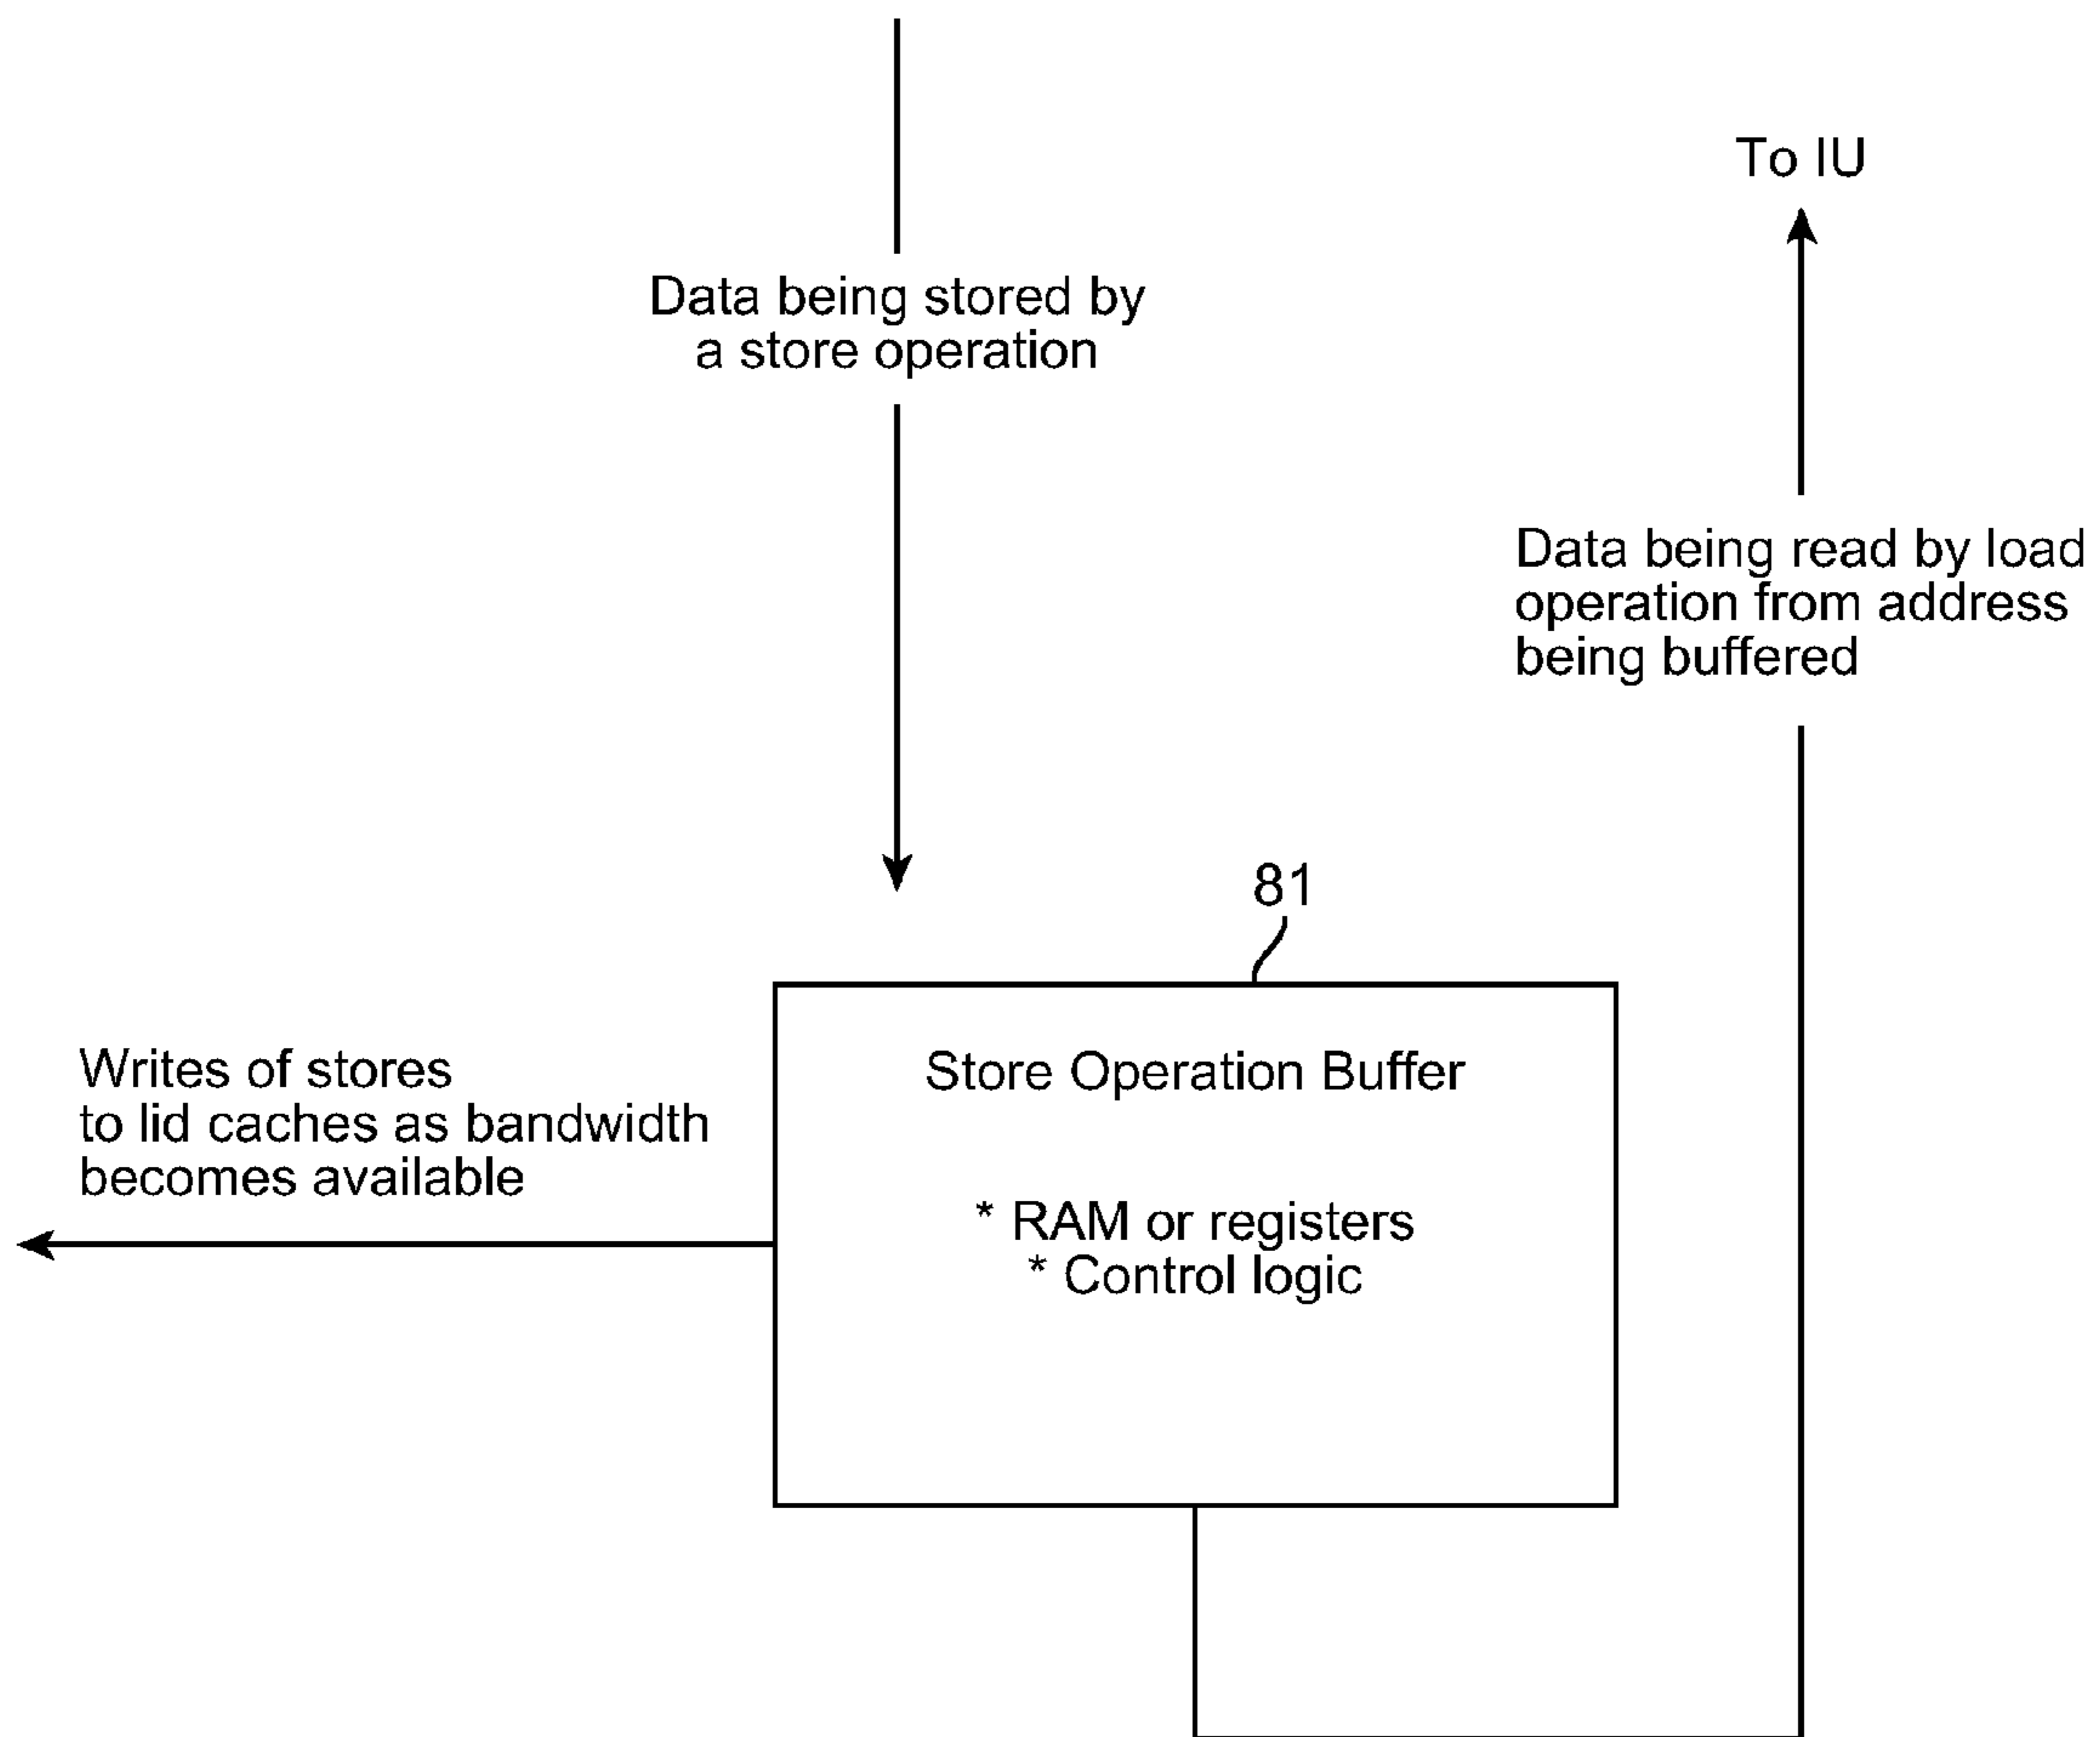 To IU
Data being stored by
a store operation
Data being read by load
operation from address
being buffered
81
Store Operation Buffer
* RAM or registers
* Control logic
Writes of stores
to lid caches as bandwidth
becomes available